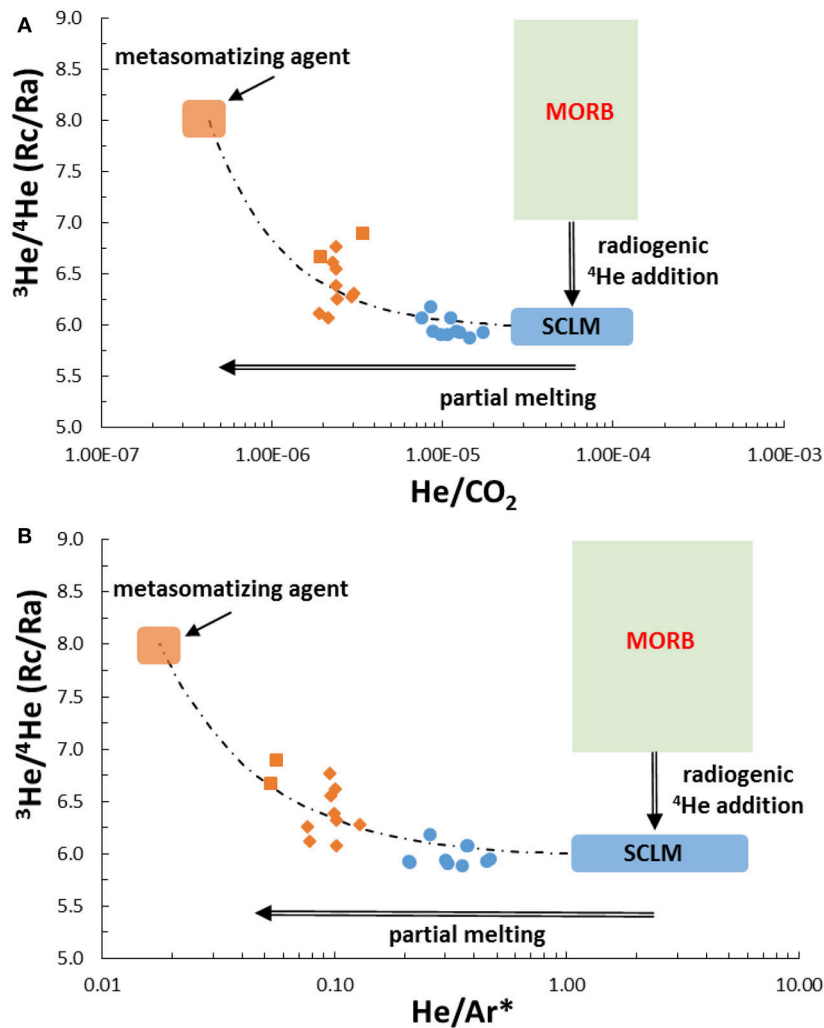 A
³He/⁴He (Rc/Ra)
9.0
8.5
8.0
7.5
7.0
6.5
6.0
5.5
5.0
metasomatizing agent
MORB
radiogenic
⁴He addition
SCLM
partial melting
1.00E-07
1.00E-06
1.00E-05
1.00E-04
1.00E-03
He/CO₂
B
³He/⁴He (Rc/Ra)
9.0
8.5
8.0
7.5
7.0
6.5
6.0
5.5
5.0
metasomatizing agent
MORB
radiogenic
⁴He addition
SCLM
partial melting
0.01
0.10
1.00
10.00
He/Ar*